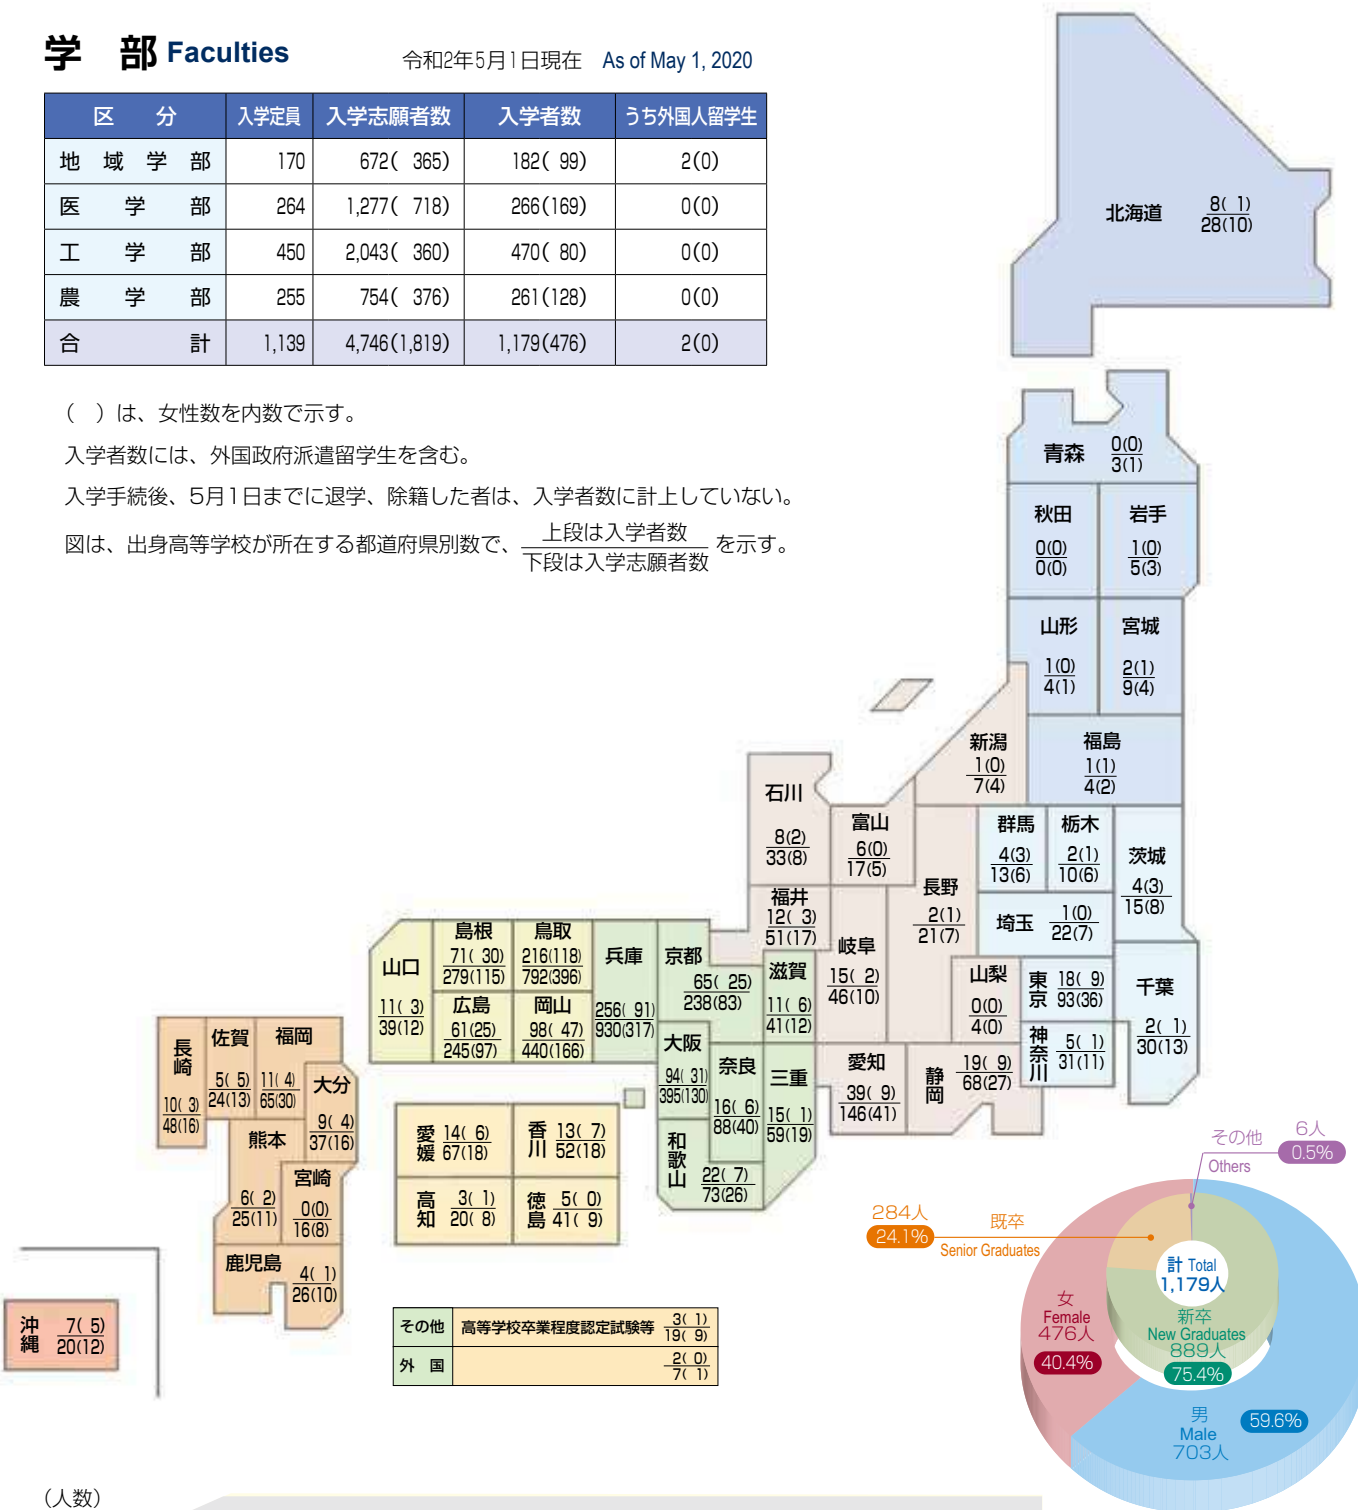 学 部 Faculties 令和2年5月1日現在 As of May 1, 2020
区 分 入学定員 入学志願者数 入学者数 うち外国人留学生
地 域 学 部 170 672( 365) 182( 99) 2(0)
医 学 部 264 1,277( 718) 266(169) 0(0)
工 学 部 450 2,043( 360) 470( 80) 0(0)
農 学 部 255 754( 376) 261(128) 0(0)
合 計 1,139 4,746(1,819) 1,179(476) 2(0)
( )は、女性数を内数で示す。
入学者数には、外国政府派遣留学生を含む。
入学手続後、5月1日までに退学、除籍した者は、入学者数に計上していない。
図は、出身高等学校が所在する都道府県別数で、上段は入学者数 を示す。
下段は入学志願者数
北海道
8( 1)
28(10)
青森
0(0)
3(1)
秋田
0(0)
0(0)
岩手
1(0)
5(3)
山形
1(0)
4(1)
宮城
2(1)
9(4)
新潟
1(0)
7(4)
福島
1(1)
4(2)
石川
8(2)
33(8)
富山
6(0)
17(5)
群馬
4(3)
13(6)
栃木
2(1)
10(6)
茨城
4(3)
15(8)
福井
12( 3)
51(17)
長野
2(1)
21(7)
埼玉
1(0)
22(7)
岐阜
15( 2)
46(10)
山梨
0(0)
4(0)
東京
18( 9)
93(36)
千葉
2( 1)
30(13)
神奈川
5( 1)
31(11)
愛知
39( 9)
146(41)
静岡
19( 9)
68(27)
山口
11( 3)
39(12)
島根
71( 30)
279(115)
鳥取
216(118)
792(396)
広島
61(25)
245(97)
岡山
98( 47)
440(166)
兵庫
256( 91)
930(317)
京都
65( 25)
238(83)
滋賀
11( 6)
41(12)
大阪
94( 31)
395(130)
奈良
16( 6)
88(40)
三重
15( 1)
59(19)
和歌山
22( 7)
73(26)
愛媛
14( 6)
67(18)
香川
13( 7)
52(18)
高知
3( 1)
20( 8)
徳島
5( 0)
41( 9)
長崎
10( 3)
48(16)
佐賀
5( 5)
24(13)
福岡
11( 4)
65(30)
大分
9( 4)
37(16)
熊本
6( 2)
25(11)
宮崎
0(0)
16(8)
鹿児島
4( 1)
26(10)
沖縄
7( 5)
20(12)
その他 高等学校卒業程度認定試験等 3( 1)
19( 9)
外 国 2( 0)
7( 1)
その他
Others
6人
0.5%
284人
24.1%
既卒
Senior Graduates
計 Total
1,179人
女
Female
476人
40.4%
新卒
New Graduates
889人
75.4%
男
Male
703人
59.6%
(人数)